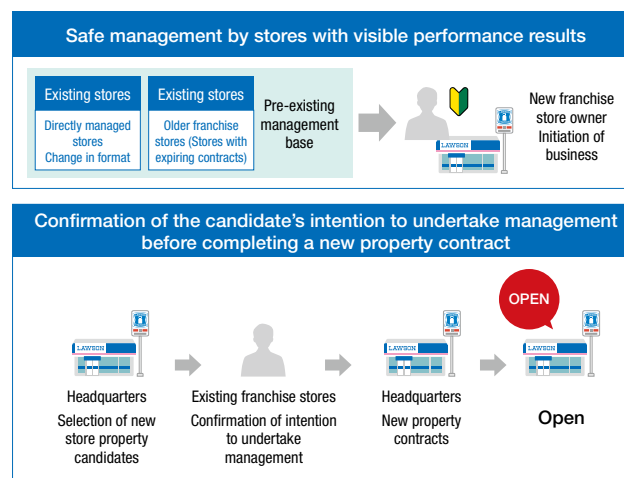 Safe management by stores with visible performance results
Existing stores
Directly managed
stores
Change in format
Existing stores
Older franchise
stores (Stores with
expiring contracts)
Pre-existing
management
base
LAWSON
New franchise
store owner
Initiation of
business
Confirmation of the candidate's intention to undertake management
before completing a new property contract
LAWSON
Headquarters
Selection of new
store property
candidates
Existing franchise stores
Confirmation of intention
to undertake
management
LAWSON
Headquarters
New property
contracts
OPEN
LAWSON
Open